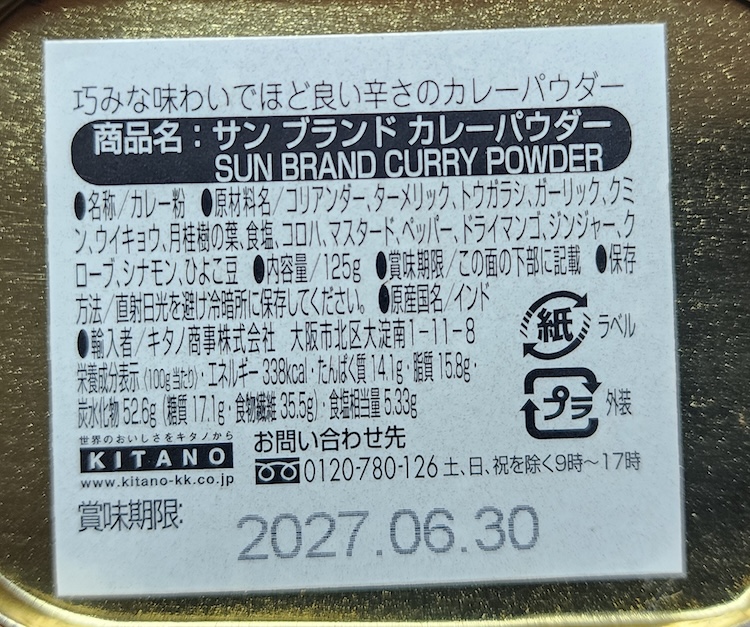 巧みな味わいでほど良い辛さのカレーパウダー
商品名：サン ブランド カレーパウダー
SUN BRAND CURRY POWDER
●名称/カレー粉 ●原材料名/コリアンダー、ターメリック、トウガラシ、ガーリック、クミ
ン、ウイキョウ、月桂樹の葉、食塩、コロハ、マスタード、ペッパー、ドライマンゴ、ジンジャー、ク
ローブ、シナモン、ひよこ豆 ●内容量/125g ●賞味期限/この面の下部に記載 ●保存
方法/直射日光を避け冷暗所に保存してください。 ●原産国名/インド
●輸入者/キタノ商事株式会社 大阪市北区大淀南1-11-8
栄養成分表示(100g当たり)・エネルギー338kcal・たんぱく質14.1g・脂質15.8g・
炭水化物 52.6g(糖質17.1g・食物繊維35.5g)・食塩相当量5.33g
紙 ラベル
プラ 外装
世界のおいしさをキタノから
KITANO
www.kitano-kk.co.jp
お問い合わせ先
0120-780-126 土、日、祝を除く9時〜17時
賞味期限:
2027.06.30